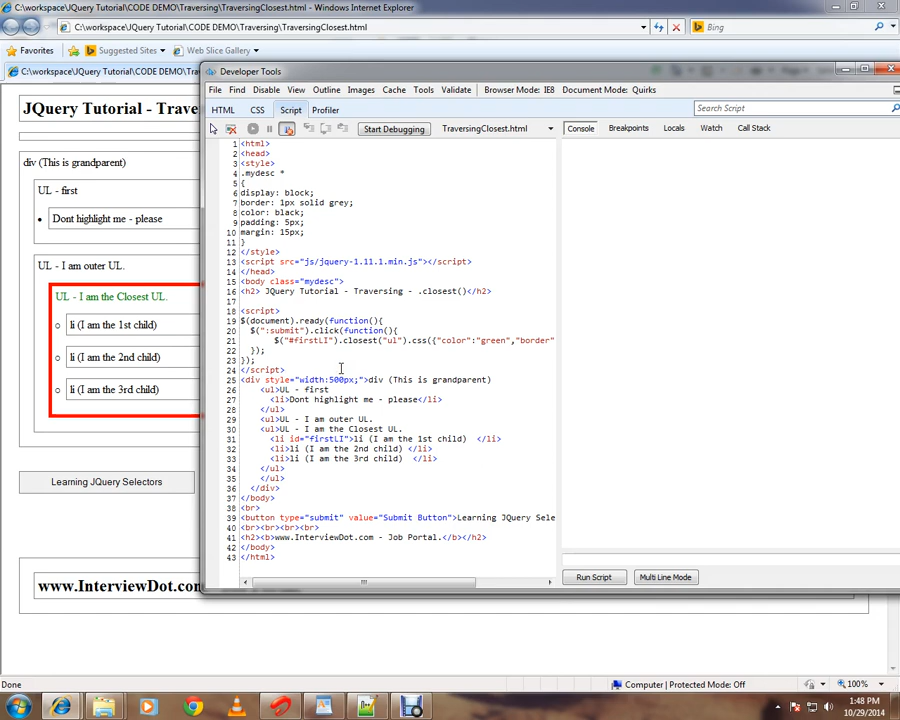 C:\workspace\JQuery Tutorial\CODE DEMO\Traversing\TraversingClosest.html - Windows Internet Explorer
C:\workspace\JQuery Tutorial\CODE DEMO\Traversing\TraversingClosest.html
Bing
Favorites
Suggested Sites
Web Slice Gallery
C:\workspace\JQuery Tutorial\CODE DEMO\Tra
Developer Tools
File Find Disable View Outline Images Cache Tools Validate Browser Mode: IE8 Document Mode: Quirks
HTML CSS Script Profiler
Search Script
Start Debugging TraversingClosest.html
Console Breakpoints Locals Watch Call Stack
JQuery Tutorial - Traver
div (This is grandparent)
UL - first
Dont highlight me - please
UL - I am outer UL.
UL - I am the Closest UL.
li (I am the 1st child)
li (I am the 2nd child)
li (I am the 3rd child)
Learning JQuery Selectors
www.InterviewDot.com
1 <html>
2 <head>
3 <style>
4 .mydesc *
5 {
6 display: block;
7 border: 1px solid grey;
8 color: black;
9 padding: 5px;
10 margin: 15px;
11 }
12 </style>
13 <script src="js/jquery-1.11.1.min.js"></script>
14 </head>
15 <body class="mydesc">
16 <h2> JQuery Tutorial - Traversing - .closest()</h2>
17
18 <script>
19 $(document).ready(function(){
20 $(":submit").click(function(){
21 $("#firstLI").closest("ul").css({"color":"green","border"
22 });
23 });
24 </script>
25 <div style="width:500px;">div (This is grandparent)
26 <ul>UL - first
27 <li>Dont highlight me - please</li>
28 </ul>
29 <ul>UL - I am outer UL.
30 <ul>UL - I am the Closest UL.
31 <li id="firstLI">li (I am the 1st child) </li>
32 <li>li (I am the 2nd child) </li>
33 <li>li (I am the 3rd child) </li>
34 </ul>
35 </ul>
36 </div>
37 </body>
38 <br>
39 <button type="submit" value="Submit Button">Learning JQuery Sele
40 <br><br><br><br>
41 <h2><b>www.InterviewDot.com - Job Portal.</b></h2>
42 </body>
43 </html>
Run Script Multi Line Mode
Done
Computer | Protected Mode: Off
100%
1:48 PM
10/29/2014